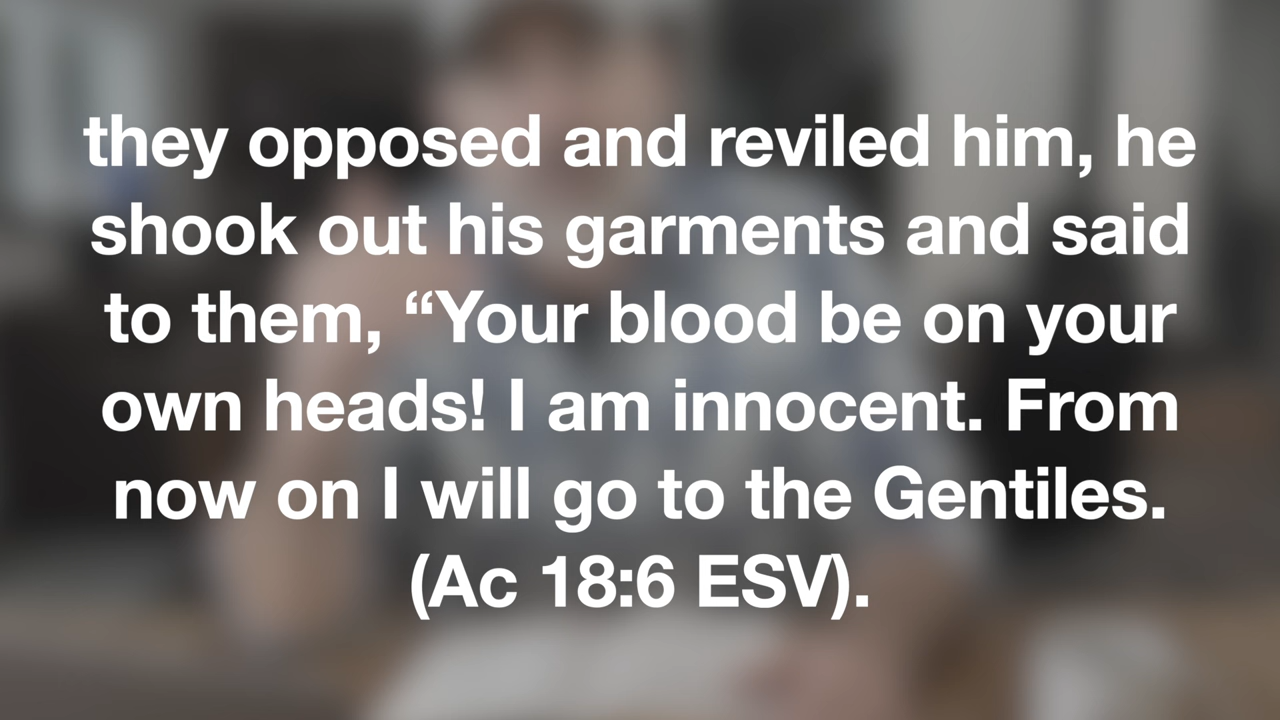 they opposed and reviled him, he
shook out his garments and said
to them, “Your blood be on your
own heads! I am innocent. From
now on I will go to the Gentiles.
(Ac 18:6 ESV).